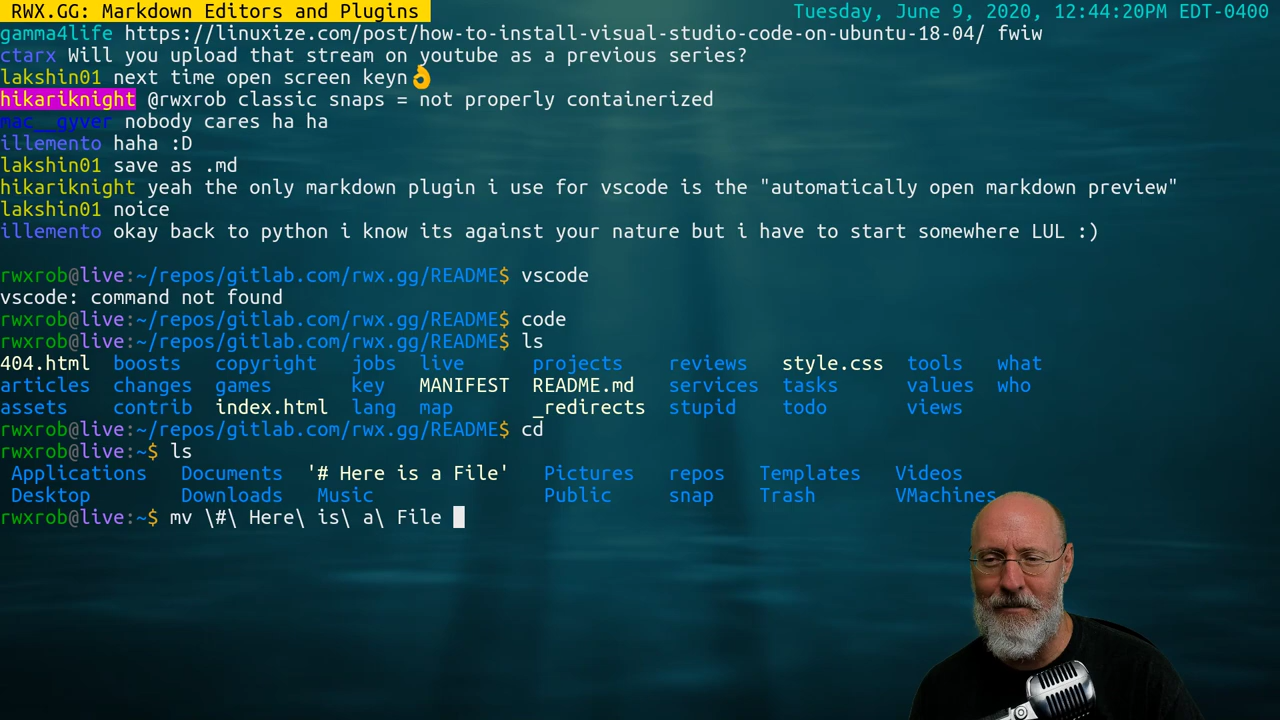 RWX.GG: Markdown Editors and Plugins Tuesday, June 9, 2020, 12:44:20PM EDT-0400
gamma4life https://linuxize.com/post/how-to-install-visual-studio-code-on-ubuntu-18-04/ fwiw
ctarx Will you upload that stream on youtube as a previous series?
lakshin01 next time open screen keyn👌
hikariknight @rwxrob classic snaps = not properly containerized
mac__gyver nobody cares ha ha
illemento haha :D
lakshin01 save as .md
hikariknight yeah the only markdown plugin i use for vscode is the "automatically open markdown preview"
lakshin01 noice
illemento okay back to python i know its against your nature but i have to start somewhere LUL :)
rwxrob@live:~/repos/gitlab.com/rwx.gg/README$ vscode
vscode: command not found
rwxrob@live:~/repos/gitlab.com/rwx.gg/README$ code
rwxrob@live:~/repos/gitlab.com/rwx.gg/README$ ls
404.html boosts copyright jobs live projects reviews style.css tools what
articles changes games key MANIFEST README.md services tasks values who
assets contrib index.html lang map _redirects stupid todo views
rwxrob@live:~/repos/gitlab.com/rwx.gg/README$ cd
rwxrob@live:~$ ls
Applications Documents '# Here is a File' Pictures repos Templates Videos
Desktop Downloads Music Public snap Trash VMachines
rwxrob@live:~$ mv \#\ Here\ is\ a\ File